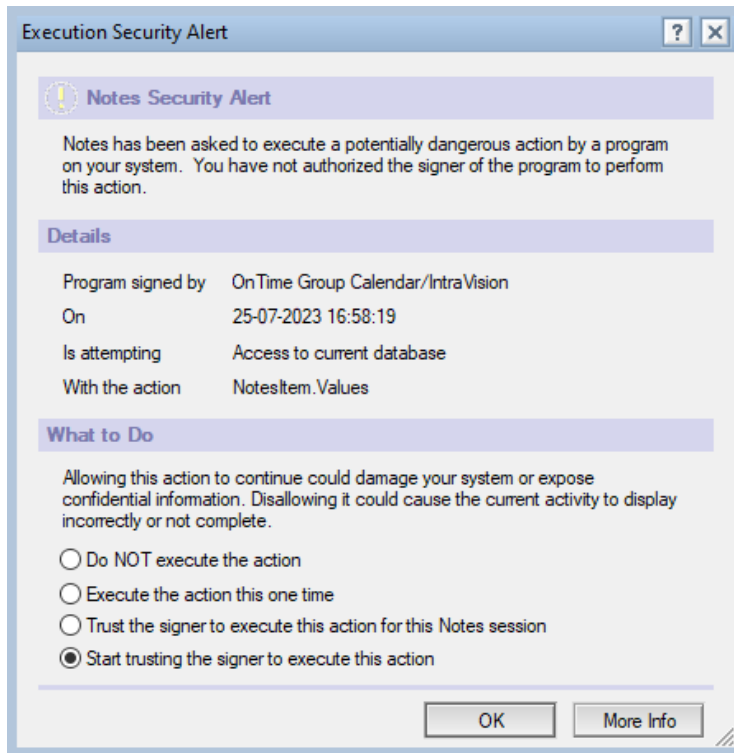 Execution Security Alert
?
Notes Security Alert
Notes has been asked to execute a potentially dangerous action by a program
on your system. You have not authorized the signer of the program to perform
this action.
Details
Program signed by OnTime Group Calendar/IntraVision
On 25-07-2023 16:58:19
Is attempting Access to current database
With the action NotesItem.Values
What to Do
Allowing this action to continue could damage your system or expose
confidential information. Disallowing it could cause the current activity to display
incorrectly or not complete.
Do NOT execute the action
Execute the action this one time
Trust the signer to execute this action for this Notes session
Start trusting the signer to execute this action
OK More Info